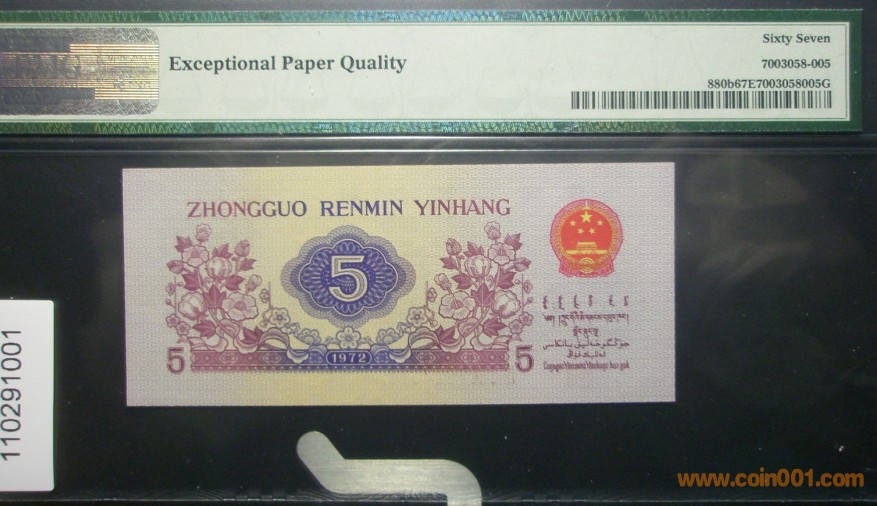 Sixty Seven
Exceptional Paper Quality
7003058-005
880b67E7003058005G
ZHONGGUO RENMIN YINHANG
5
5
1972
5
110291001
www.coin001.com